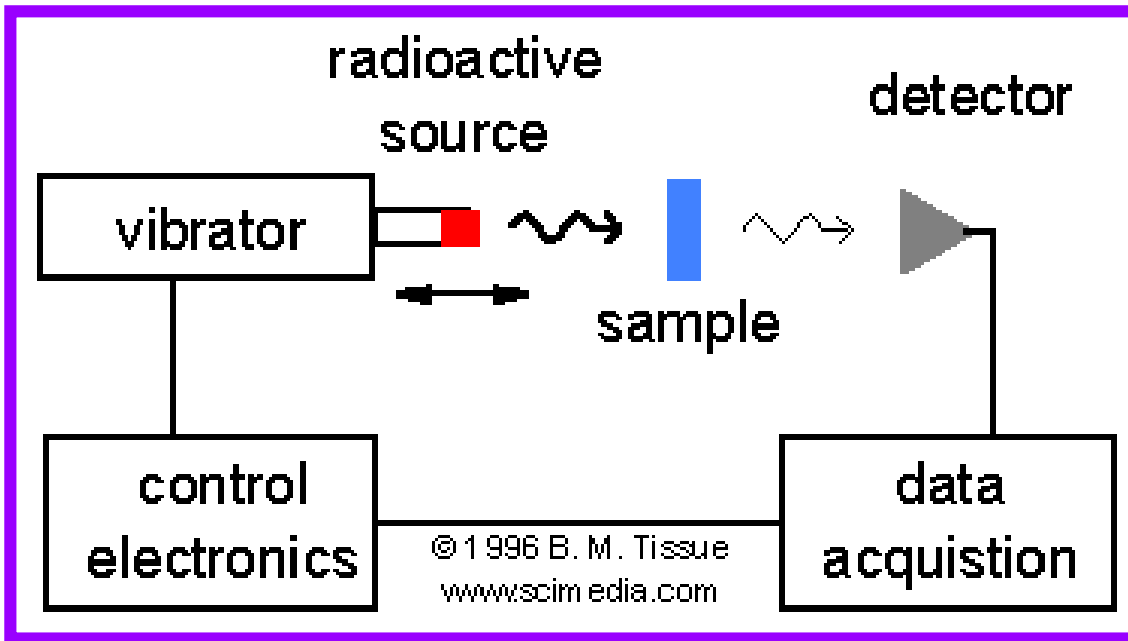 radioactive
source
detector
vibrator
sample
control
electronics
data
acquistion
© 1996 B. M. Tissue
www.scimedia.com